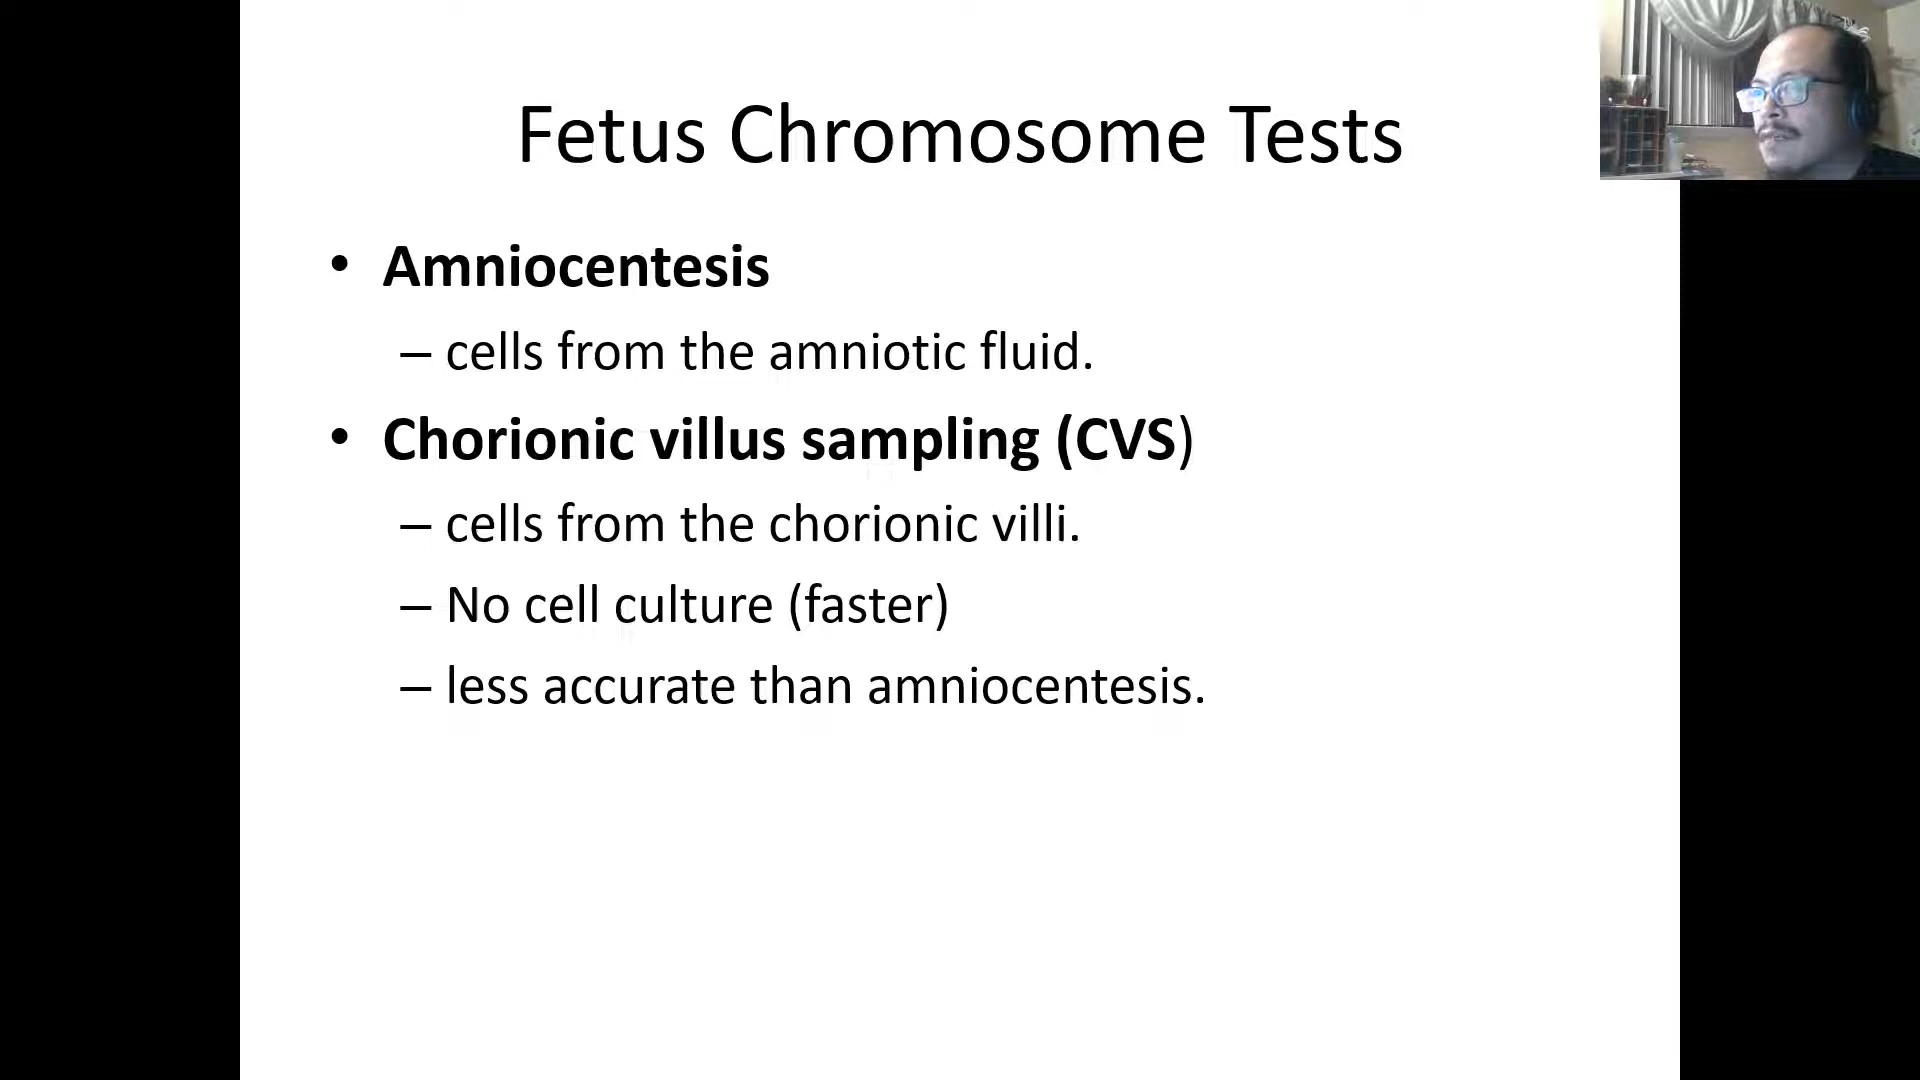 Fetus Chromosome Tests
• Amniocentesis
– cells from the amniotic fluid.
• Chorionic villus sampling (CVS)
– cells from the chorionic villi.
– No cell culture (faster)
– less accurate than amniocentesis.